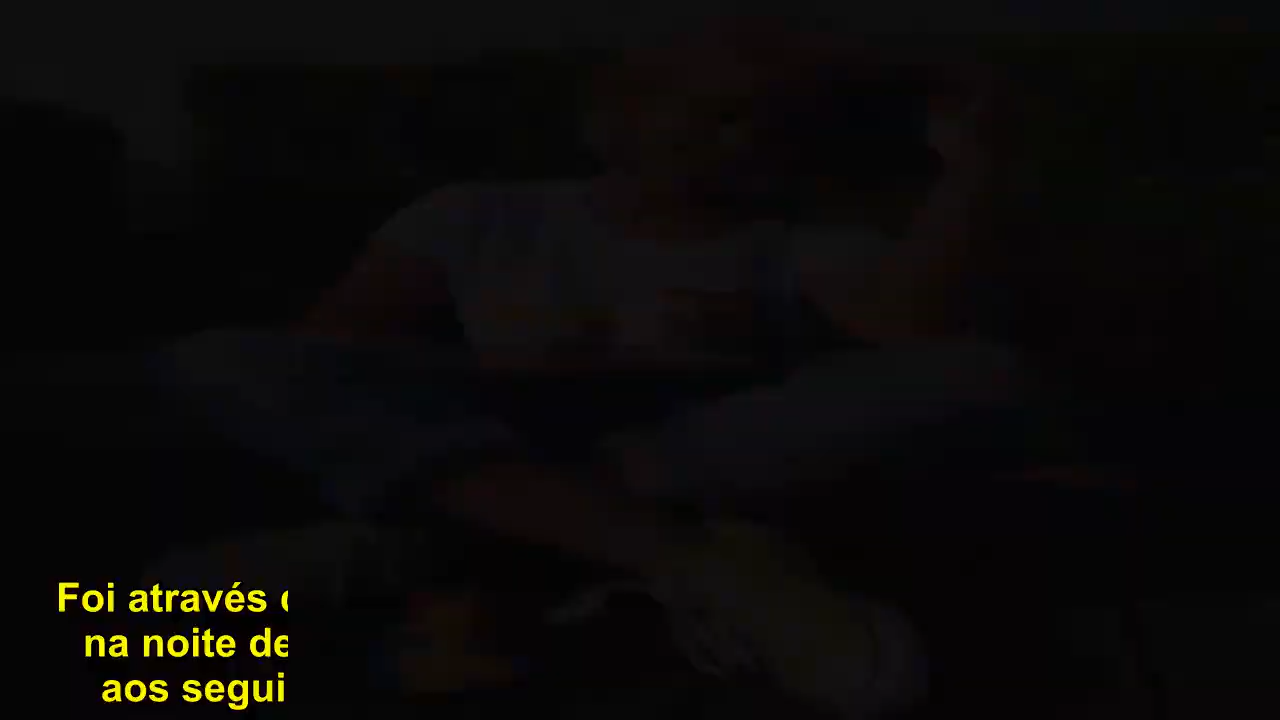 Foi através
na noite de
aos segui